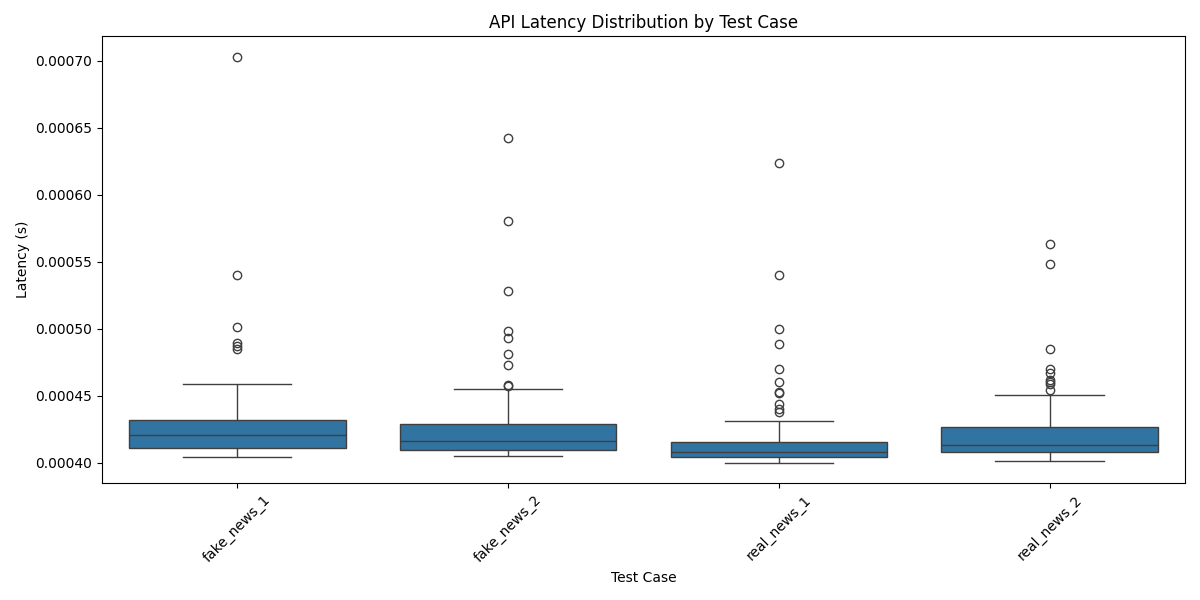 API Latency Distribution by Test Case
0.00070
0.00065
0.00060
0.00055
0.00050
0.00045
0.00040
Latency (s)
fake_news_1
fake_news_2
real_news_1
real_news_2
Test Case